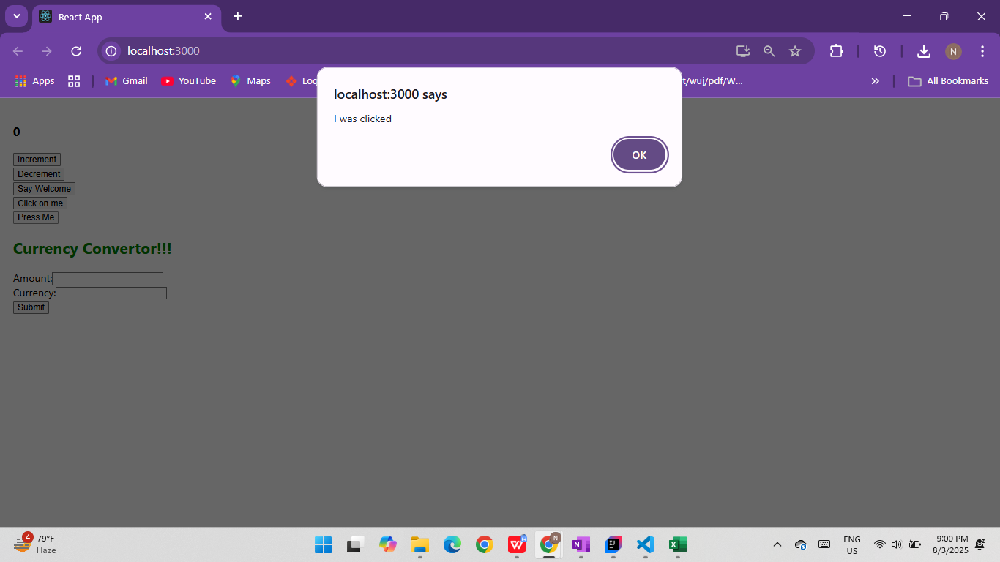 React App
localhost:3000
Apps
Gmail
YouTube
Maps
Log
t/wuj/pdf/W...
All Bookmarks
N
localhost:3000 says
I was clicked
OK
0
Increment
Decrement
Say Welcome
Click on me
Press Me
Currency Convertor!!!
Amount:
Currency:
Submit
4
79°F
Haze
ENG
US
9:00 PM
8/3/2025